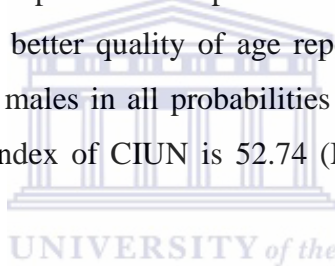 better quality of age rep
males in all probabilities
ndex of CIUN is 52.74 (
UNIVERSITY of the